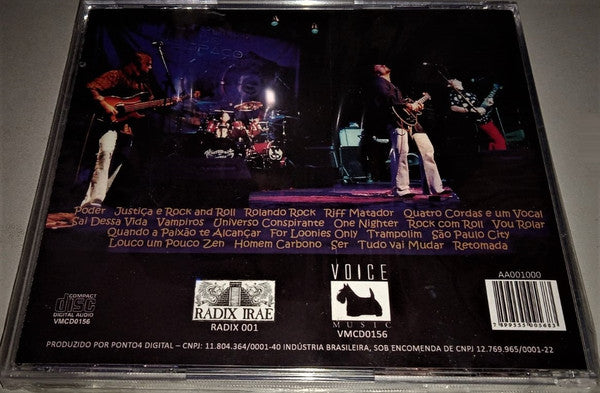 ESPAÇO
Poder Justiça e Rock and Roll Rolando Rock Riff Matador Quatro Cordas e um Vocal
Sai Dessa Vida Vampiros Universo Conspirante One Nighter Rock com Roll Vou Rolar
Quando a Paixão te Alcançar For Loonies Only Trampolim São Paulo City
Louco um Pouco Zen Homem Carbono Ser Tudo vai Mudar Retomada
COMPACT
disc
DIGITAL AUDIO
VMCD0156
RADIX IRAE
RADIX 001
VOICE
MUSIC
VMCD0156
AA001000
PRODUZIDO POR PONTO4 DIGITAL – CNPJ: 11.804.364/0001-40 INDÚSTRIA BRASILEIRA, SOB ENCOMENDA DE CNPJ 12.769.965/0001-22